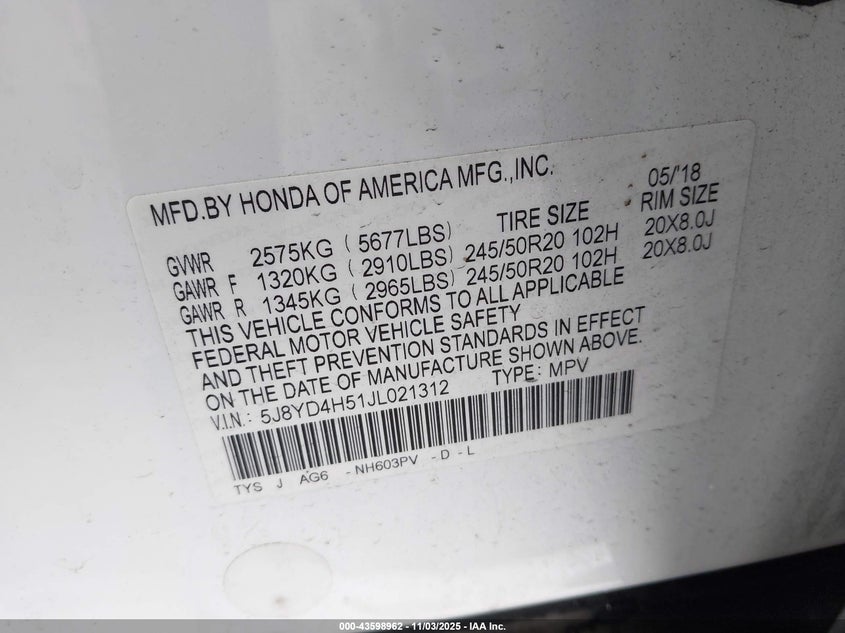 MFD.BY HONDA OF AMERICA MFG.,INC. 05/'18
TIRE SIZE RIM SIZE
GVWR 2575KG ( 5677LBS)
GAWR F 1320KG ( 2910LBS) 245/50R20 102H 20X8.0J
GAWR R 1345KG ( 2965LBS) 245/50R20 102H 20X8.0J
THIS VEHICLE CONFORMS TO ALL APPLICABLE
FEDERAL MOTOR VEHICLE SAFETY
AND THEFT PREVENTION STANDARDS IN EFFECT
ON THE DATE OF MANUFACTURE SHOWN ABOVE.
V.I.N.: 5J8YD4H51JL021312 TYPE: MPV
TYS J AG6 -NH603PV -D -L
000-43598962 - 11/03/2025 - IAA Inc.